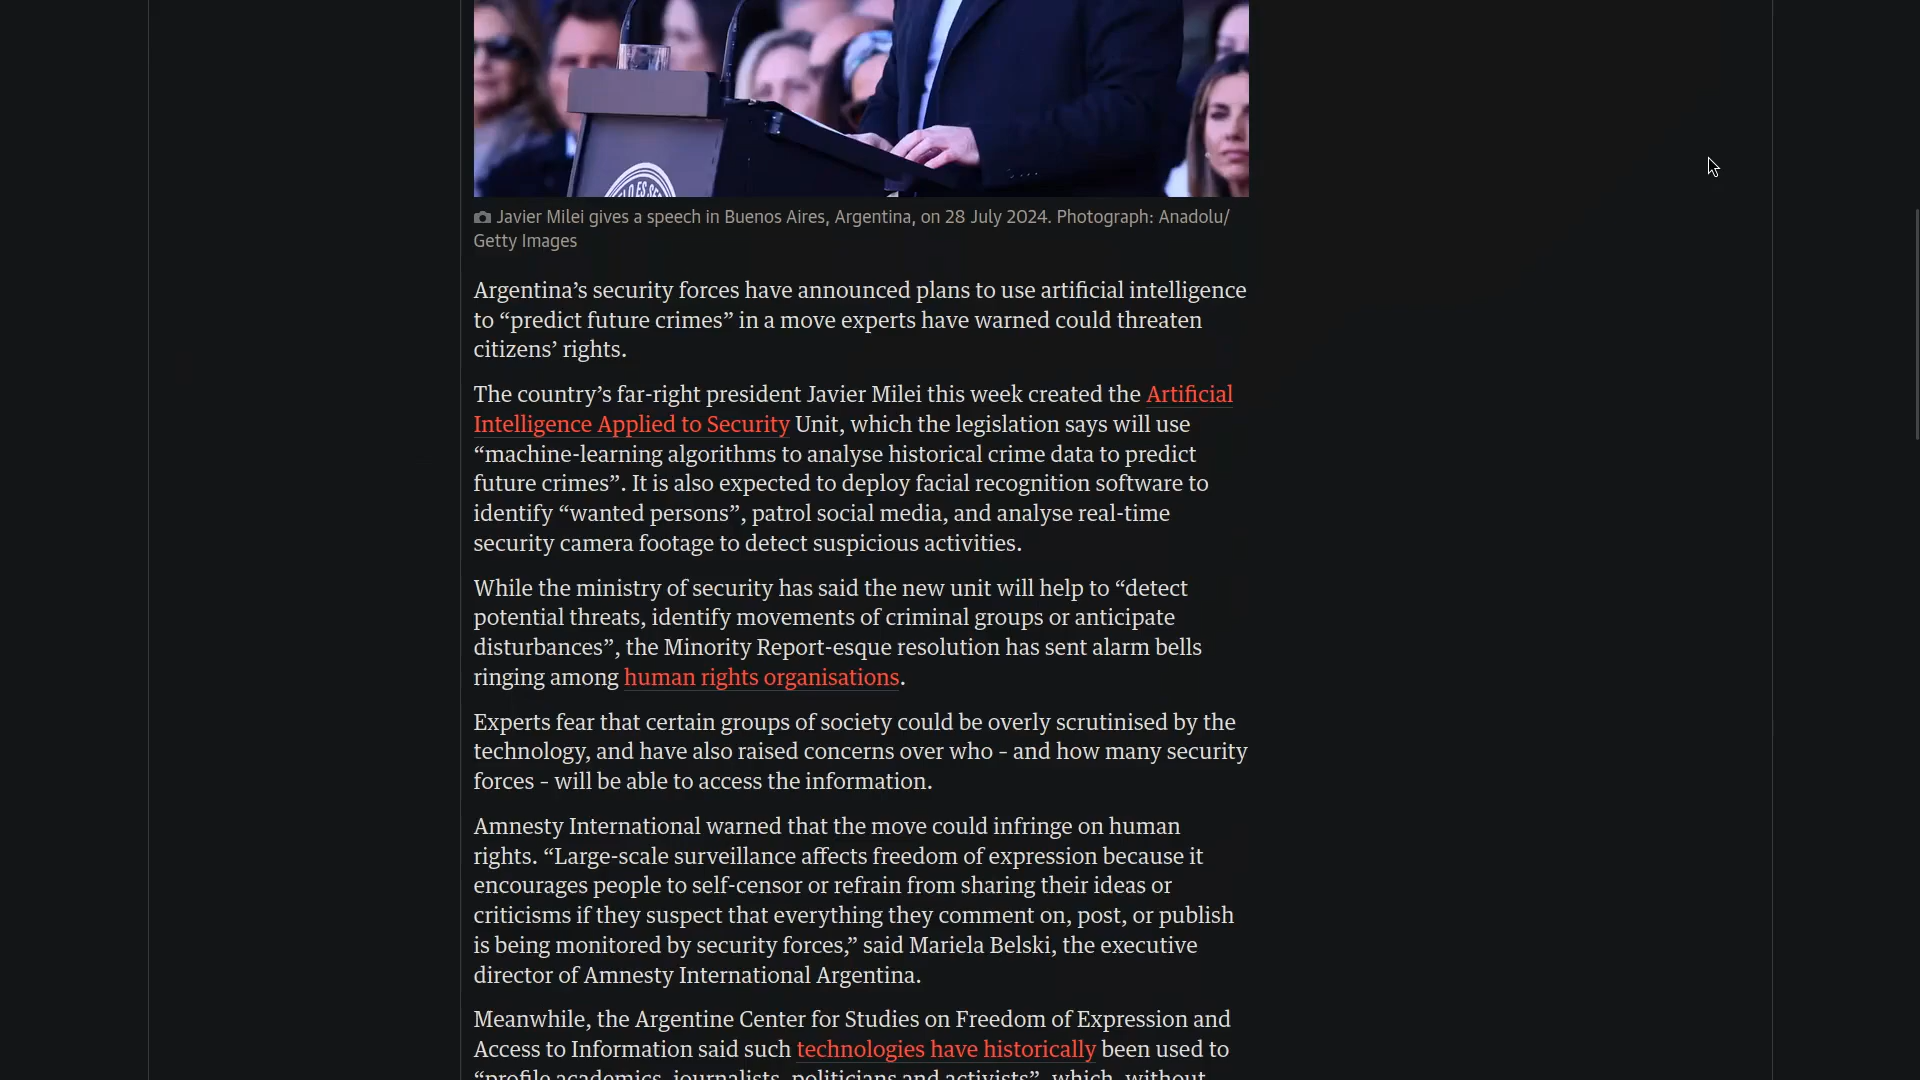 LO ES SE
Javier Milei gives a speech in Buenos Aires, Argentina, on 28 July 2024. Photograph: Anadolu/
Getty Images
Argentina’s security forces have announced plans to use artificial intelligence
to “predict future crimes” in a move experts have warned could threaten
citizens’ rights.
The country’s far-right president Javier Milei this week created the Artificial
Intelligence Applied to Security Unit, which the legislation says will use
“machine-learning algorithms to analyse historical crime data to predict
future crimes”. It is also expected to deploy facial recognition software to
identify “wanted persons”, patrol social media, and analyse real-time
security camera footage to detect suspicious activities.
While the ministry of security has said the new unit will help to “detect
potential threats, identify movements of criminal groups or anticipate
disturbances”, the Minority Report-esque resolution has sent alarm bells
ringing among human rights organisations.
Experts fear that certain groups of society could be overly scrutinised by the
technology, and have also raised concerns over who – and how many security
forces – will be able to access the information.
Amnesty International warned that the move could infringe on human
rights. “Large-scale surveillance affects freedom of expression because it
encourages people to self-censor or refrain from sharing their ideas or
criticisms if they suspect that everything they comment on, post, or publish
is being monitored by security forces,” said Mariela Belski, the executive
director of Amnesty International Argentina.
Meanwhile, the Argentine Center for Studies on Freedom of Expression and
Access to Information said such technologies have historically been used to
“profile academics, journalists, politicians and activists”, which, without